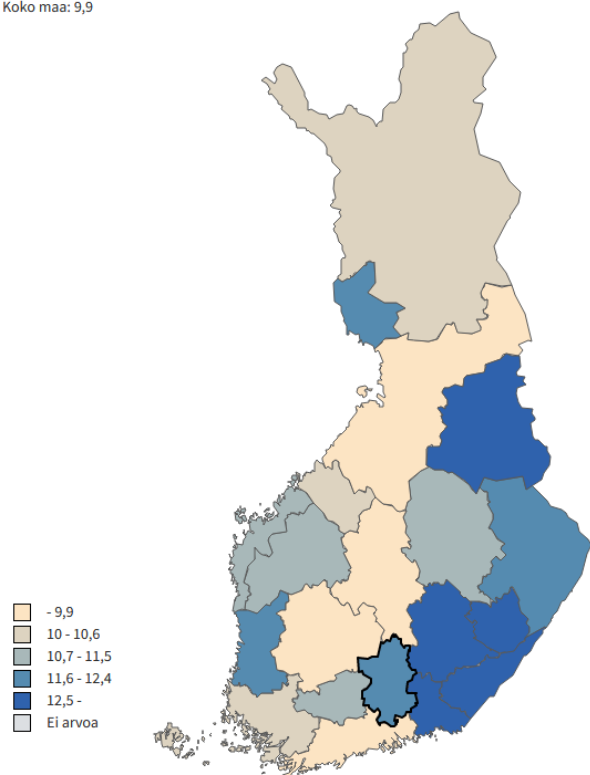 Koko maa: 9,9
- 9,9
10 - 10,6
10,7 - 11,5
11,6 - 12,4
12,5 -
Ei arvoa